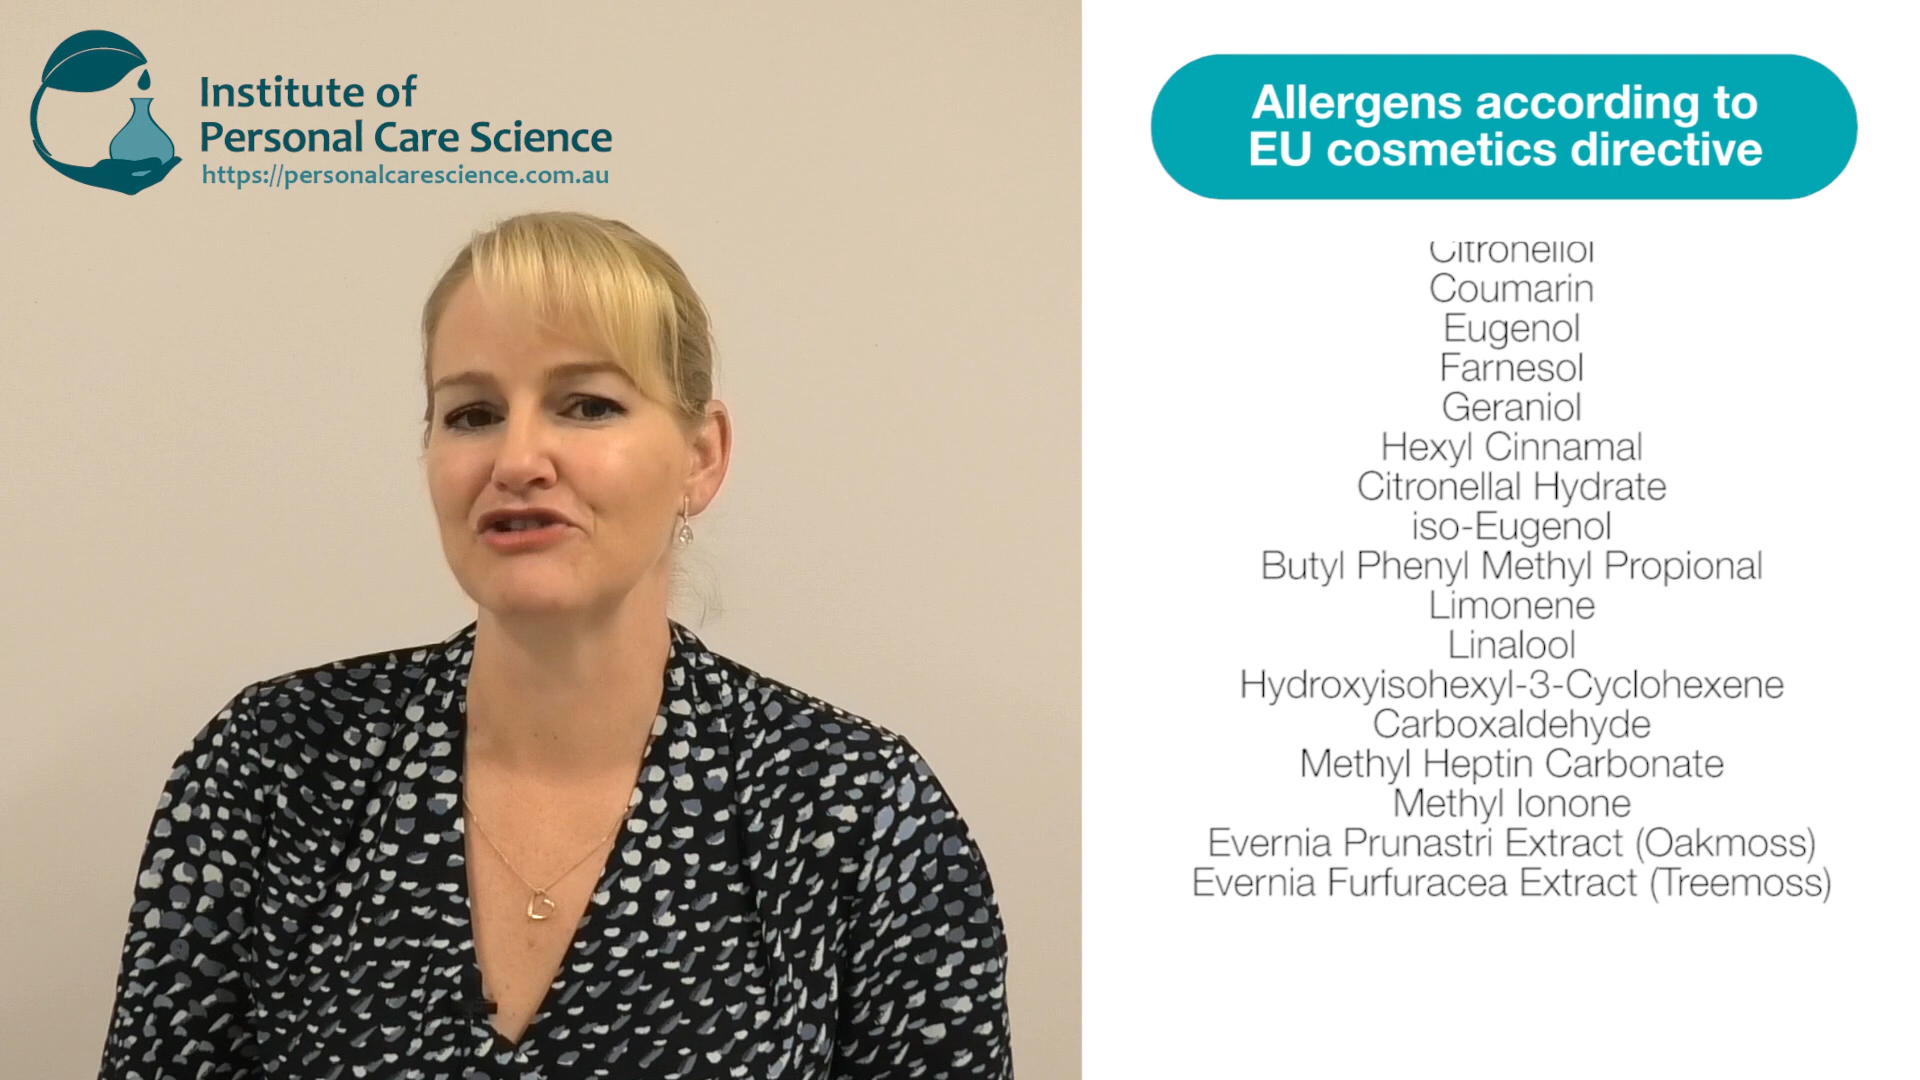 Institute of
Personal Care Science
https://personalcarescience.com.au
Allergens according to
EU cosmetics directive
Citronellol
Coumarin
Eugenol
Farnesol
Geraniol
Hexyl Cinnamal
Citronellal Hydrate
iso-Eugenol
Butyl Phenyl Methyl Propional
Limonene
Linalool
Hydroxyisohexyl-3-Cyclohexene
Carboxaldehyde
Methyl Heptin Carbonate
Methyl Ionone
Evernia Prunastri Extract (Oakmoss)
Evernia Furfuracea Extract (Treemoss)